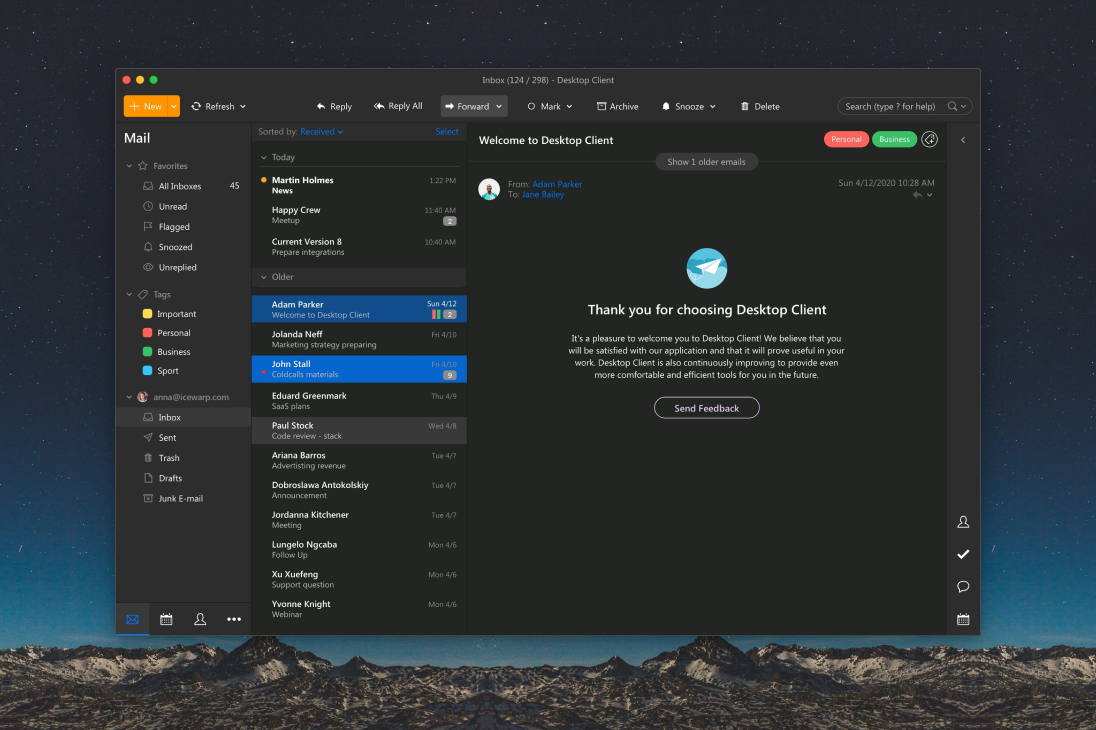 Inbox (124 / 298) - Desktop Client
New
Refresh
Reply
Reply All
Forward
Mark
Archive
Snooze
Delete
Search (type ? for help)
Mail
Favorites
All Inboxes 45
Unread
Flagged
Snoozed
Unreplied
Tags
Important
Personal
Business
Sport
anna@icewarp.com
Inbox
Sent
Trash
Drafts
Junk E-mail
Sorted by: Received
Select
Today
Martin Holmes 1:22 PM
News
Happy Crew 11:40 AM
Meetup 2
Current Version 8 10:40 AM
Prepare integrations
Older
Adam Parker Sun 4/12
Welcome to Desktop Client 2
Jolanda Neff Fri 4/10
Marketing strategy preparing
John Stall Fri 4/10
Coldcalls materials 9
Eduard Greenmark Thu 4/9
SaaS plans
Paul Stock Wed 4/8
Code review - stack
Ariana Barros Tue 4/7
Advertisting revenue
Dobroslawa Antokolskiy Tue 4/7
Announcement
Jordanna Kitchener Tue 4/7
Meeting
Lungelo Ngcaba Mon 4/6
Follow Up
Xu Xuefeng Mon 4/6
Support question
Yvonne Knight Mon 4/6
Webinar
Welcome to Desktop Client
Personal
Business
Show 1 older emails
From: Adam Parker
To: Jane Bailey
Sun 4/12/2020 10:28 AM
Thank you for choosing Desktop Client
It's a pleasure to welcome you to Desktop Client! We believe that you
will be satisfied with our application and that it will prove useful in your
work. Desktop Client is also continuously improving to provide even
more comfortable and efficient tools for you in the future.
Send Feedback